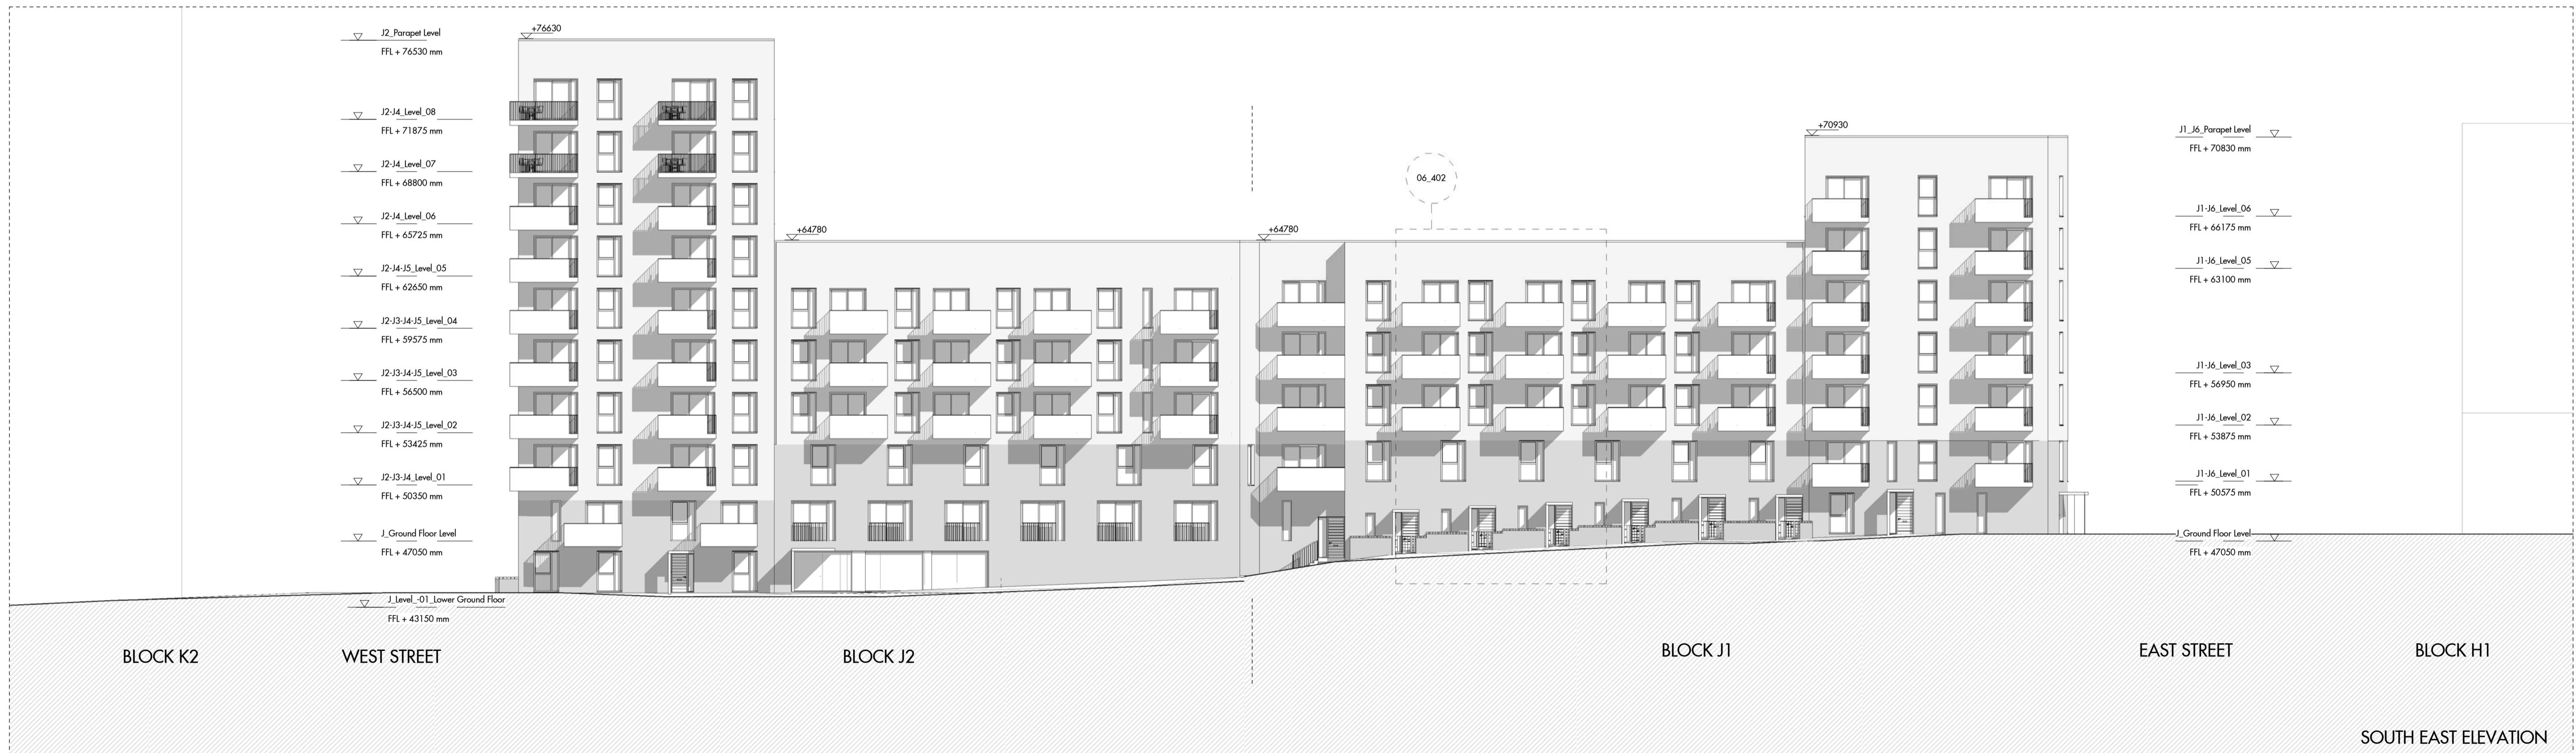 J2_Parapet Level
FFL + 76530 mm
+76630
J2-J4_Level_08
FFL + 71875 mm
J2-J4_Level_07
FFL + 68800 mm
J2-J4_Level_06
FFL + 65725 mm
J2-J4-J5_Level_05
FFL + 62650 mm
J2-J3-J4-J5_Level_04
FFL + 59575 mm
J2-J3-J4-J5_Level_03
FFL + 56500 mm
J2-J3-J4-J5_Level_02
FFL + 53425 mm
J2-J3-J4_Level_01
FFL + 50350 mm
J_Ground Floor Level
FFL + 47050 mm
J_Level_-01_Lower Ground Floor
FFL + 43150 mm
+64780
+64780
06_402
+70930
J1_J6_Parapet Level
FFL + 70830 mm
J1-J6_Level_06
FFL + 66175 mm
J1-J6_Level_05
FFL + 63100 mm
J1-J6_Level_03
FFL + 56950 mm
J1-J6_Level_02
FFL + 53875 mm
J1-J6_Level_01
FFL + 50575 mm
J_Ground Floor Level
FFL + 47050 mm
BLOCK K2
WEST STREET
BLOCK J2
BLOCK J1
EAST STREET
BLOCK H1
SOUTH EAST ELEVATION